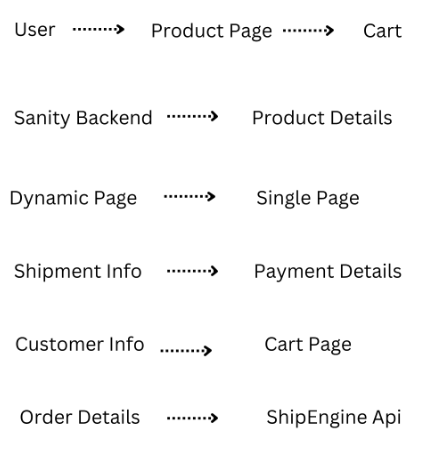 User Product Page Cart
Sanity Backend Product Details
Dynamic Page Single Page
Shipment Info Payment Details
Customer Info Cart Page
Order Details ShipEngine Api